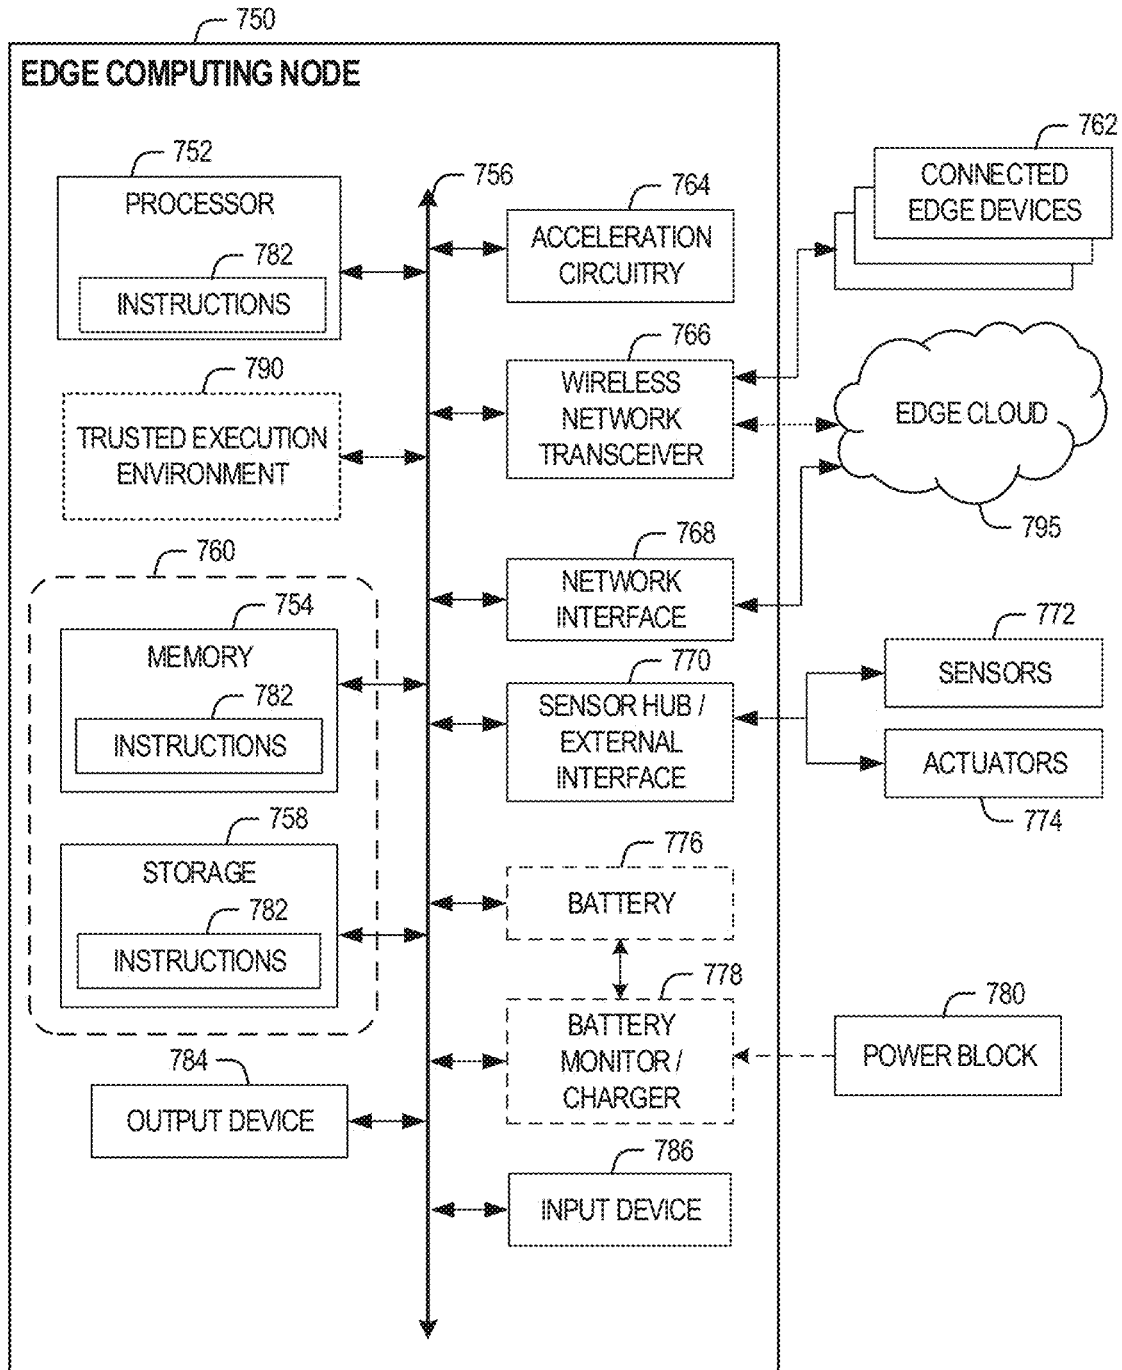 750
EDGE COMPUTING NODE
752
PROCESSOR
782
INSTRUCTIONS
790
TRUSTED EXECUTION
ENVIRONMENT
760
754
MEMORY
782
INSTRUCTIONS
758
STORAGE
782
INSTRUCTIONS
784
OUTPUT DEVICE
756
764
ACCELERATION
CIRCUITRY
766
WIRELESS
NETWORK
TRANSCEIVER
768
NETWORK
INTERFACE
770
SENSOR HUB /
EXTERNAL
INTERFACE
776
BATTERY
778
BATTERY
MONITOR /
CHARGER
786
INPUT DEVICE
762
CONNECTED
EDGE DEVICES
EDGE CLOUD
795
772
SENSORS
ACTUATORS
774
780
POWER BLOCK